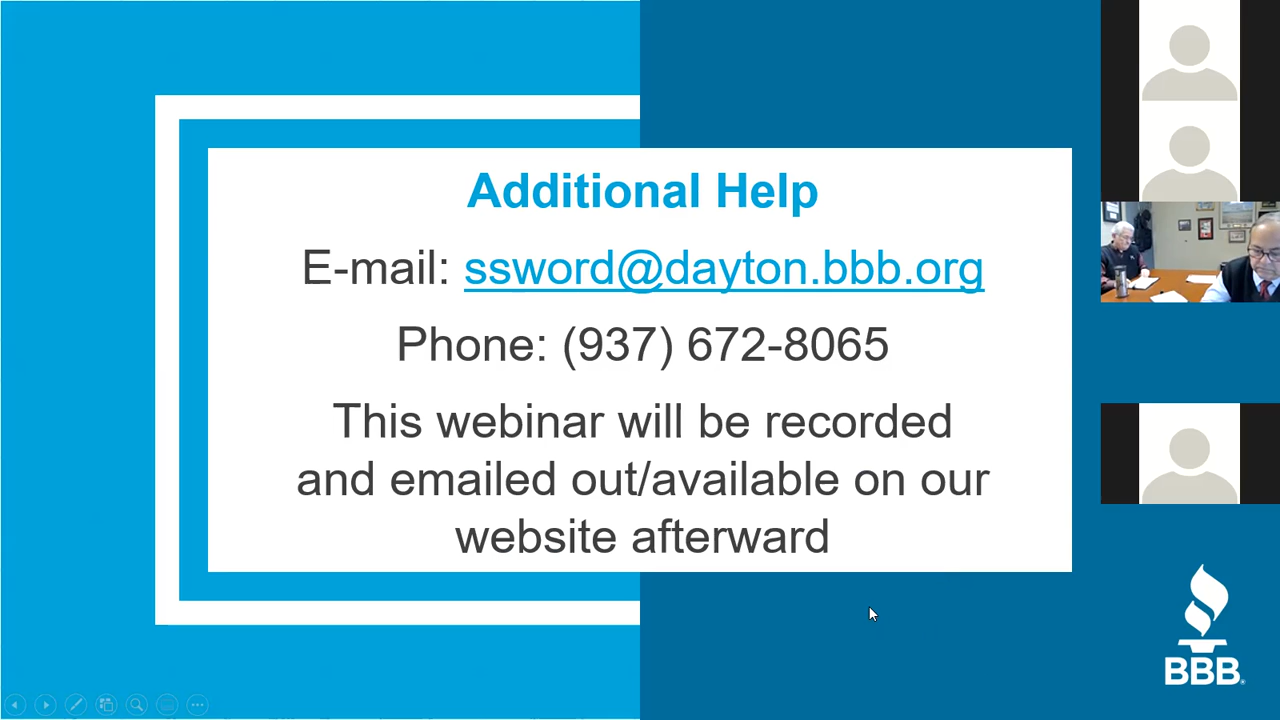 Additional Help
E-mail: ssword@dayton.bbb.org
Phone: (937) 672-8065
This webinar will be recorded
and emailed out/available on our
website afterward
BBB